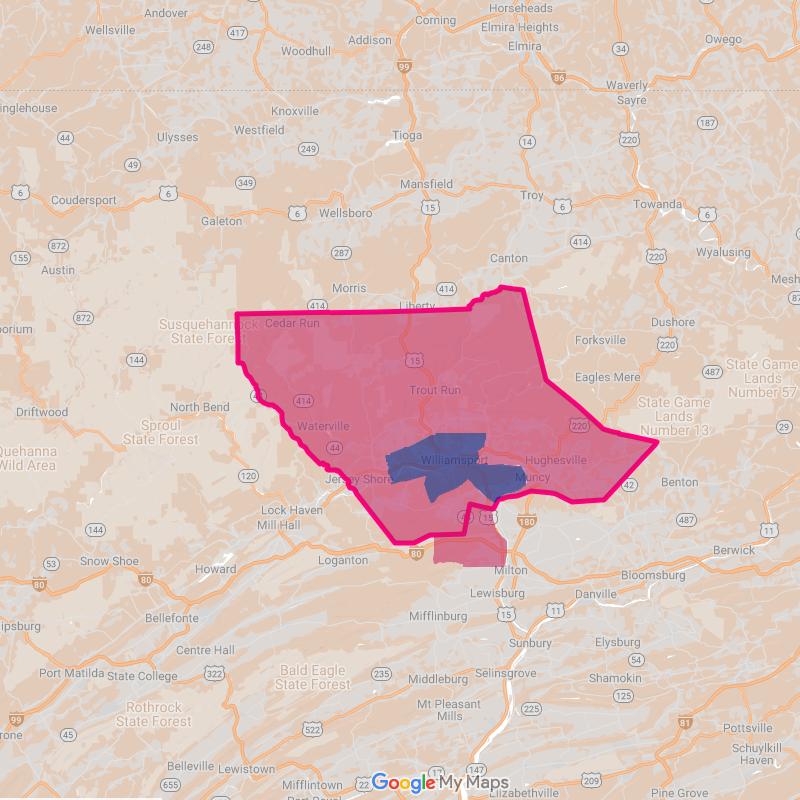 Horseheads
Andover
Corning
Elmira Heights
Wellsville
417
Addison
Owego
248
Woodhull
Elmira
34
99
86
Waverly
Sayre
Knoxville
187
Westfield
Tioga
44
Ulysses
220
249
14
49
349
Mansfield
6
6
Troy
Coudersport
6
15
6
Towanda
Wellsboro
6
Galeton
414
872
287
220
Wyalusing
155
Canton
Austin
Morris
414
414
Liberty
872
Cedar Run
Dushore
Susquehannock
State Forest
Forksville
220
144
15
State Game
Lands
Number 57
487
Eagles Mere
Trout Run
414
State Game
Lands
Number 13
North Bend
Driftwood
Sproul
State Forest
Waterville
220
29
44
Quehanna
Wild Area
Williamsport
Hughesville
120
Jersey Shore
Muncy
42
Benton
Lock Haven
Mill Hall
15
180
487
144
11
80
Berwick
53
Snow Shoe
Howard
Loganton
Milton
80
80
Bloomsburg
Lewisburg
Danville
Bellefonte
Mifflinburg
15
11
Centre Hall
Sunbury
Elysburg
54
Port Matilda
State College
322
Bald Eagle
State Forest
235
Middleburg
Selinsgrove
Shamokin
125
Rothrock
State Forest
Mt Pleasant
Mills
225
99
81
45
522
Pottsville
Schuylkill
Haven
Belleville
Lewistown
147
655
Mifflintown
22
Google My Maps
209
Elizabethville
Pine Grove